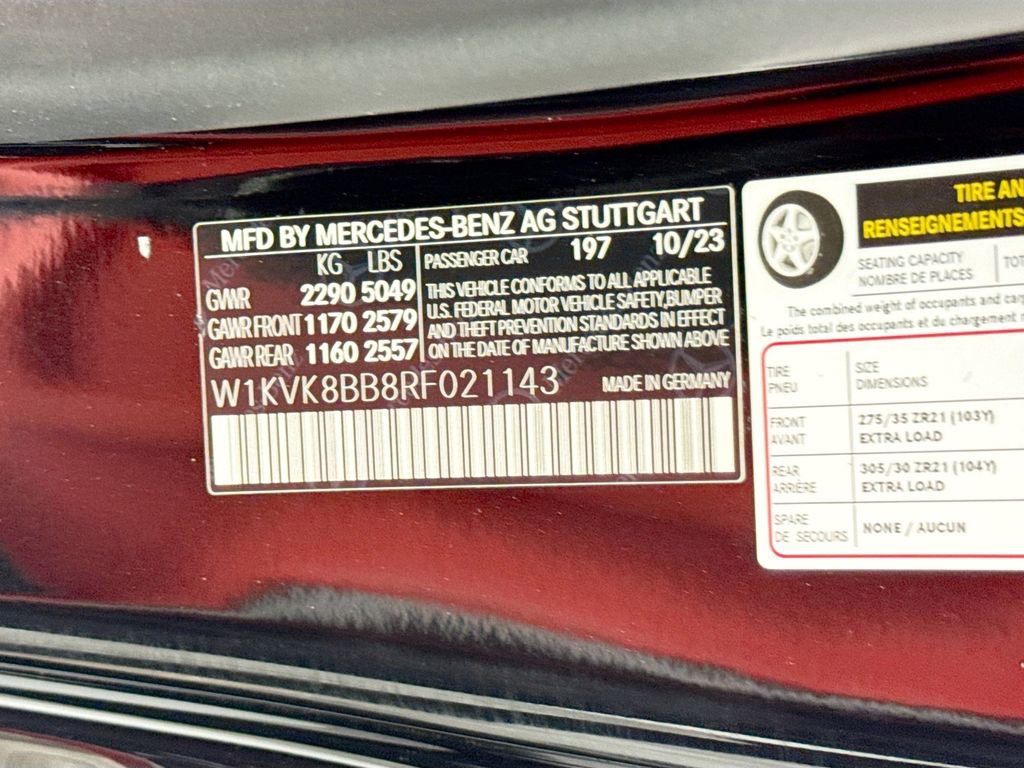 MFD BY MERCEDES-BENZ AG STUTTGART
KG LBS
GVWR 2290 5049
GAWR FRONT 1170 2579
GAWR REAR 1160 2557
PASSENGER CAR 197 10/23
THIS VEHICLE CONFORMS TO ALL APPLICABLE
U.S. FEDERAL MOTOR VEHICLE SAFETY,BUMPER
AND THEFT PREVENTION STANDARDS IN EFFECT
ON THE DATE OF MANUFACTURE SHOWN ABOVE
W1KVK8BB8RF021143 MADE IN GERMANY
TIRE AN
RENSEIGNEMENTS
SEATING CAPACITY
NOMBRE DE PLACES
TOT
The combined weight of occupants and car
Le poids total des occupants et du chargement
TIRE
PNEU
SIZE
DIMENSIONS
FRONT
AVANT
275/35 ZR21 (103Y)
EXTRA LOAD
REAR
ARRIÈRE
305/30 ZR21 (104Y)
EXTRA LOAD
SPARE
DE SECOURS
NONE / AUCUN